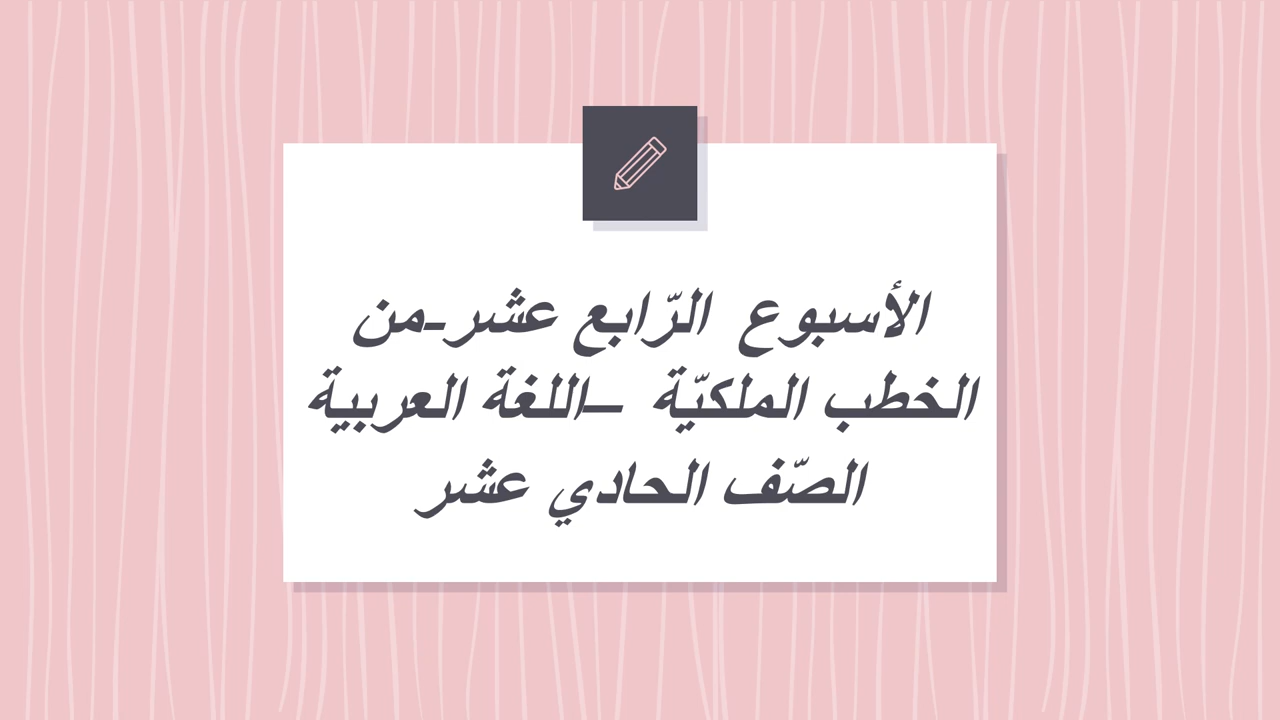 الأسبوع الرّابع عشر-من
الخطب الملكيّة –اللغة العربية
الصّف الحادي عشر